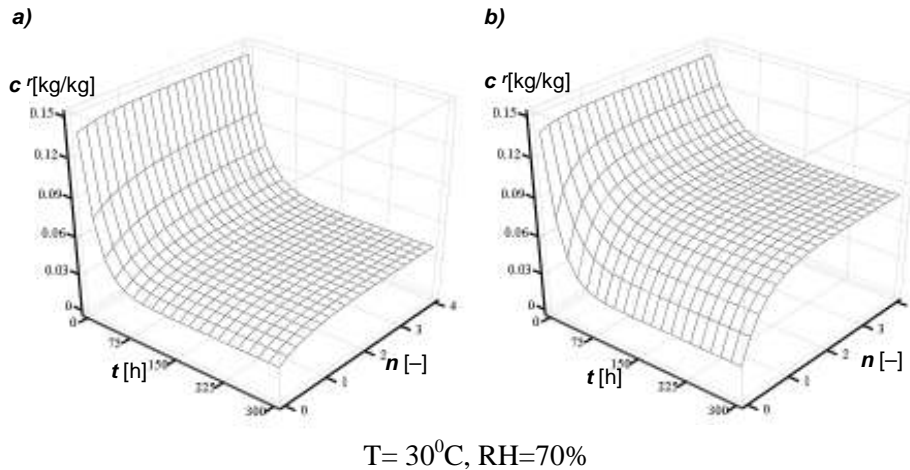 a) b)
c r[kg/kg] c r[kg/kg]
0.15 0.15
0.12 0.12
0.09 0.09
0.06 0.06
0.03 0.03
0 0
0 75 150 225 300
t [h]
0 1 2 3 4
n [–]
0 75 150 225 300
t [h]
0 1 2 3
n [–]
T= 30⁰C, RH=70%